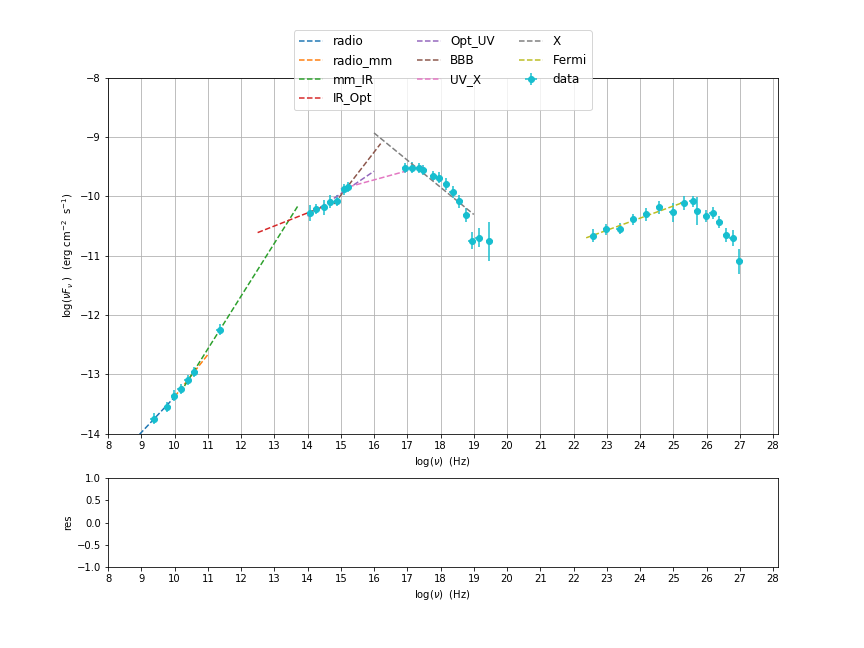 radio Opt_UV X
radio_mm BBB Fermi
mm_IR UV_X data
IR_Opt
−8
−9
−10
−11
−12
−13
−14
log(νFν ) (erg cm−2 s−1)
8 9 10 11 12 13 14 15 16 17 18 19 20 21 22 23 24 25 26 27 28
log(ν) (Hz)
1.0
0.5
0.0
−0.5
−1.0
res
8 9 10 11 12 13 14 15 16 17 18 19 20 21 22 23 24 25 26 27 28
log(ν) (Hz)